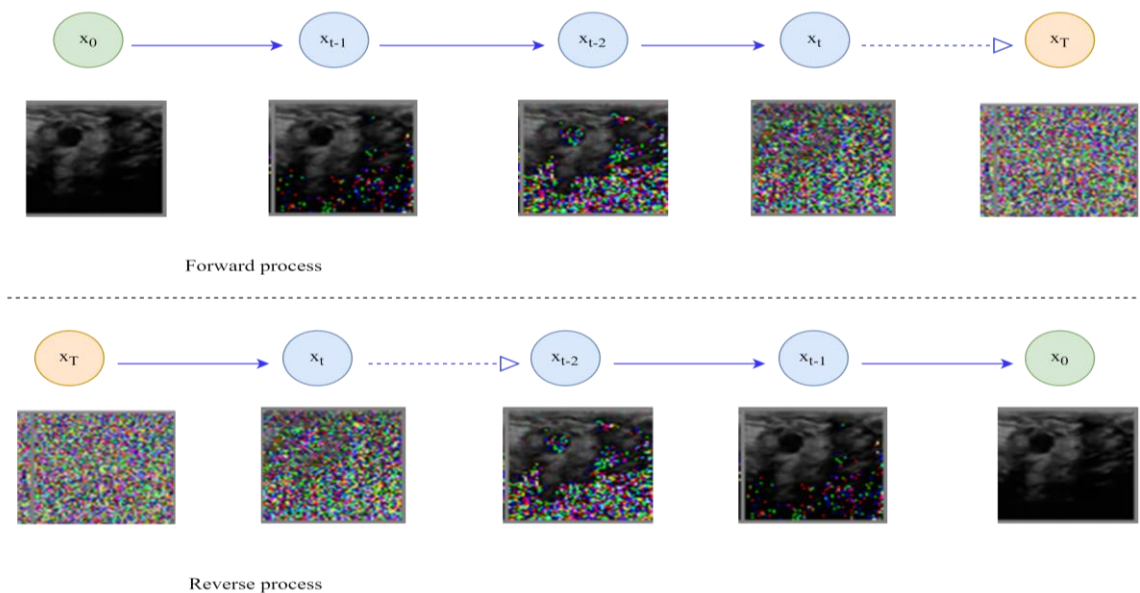 x0 xt-1 xt-2 xt xT
Forward process
xT xt xt-2 xt-1 x0
Reverse process